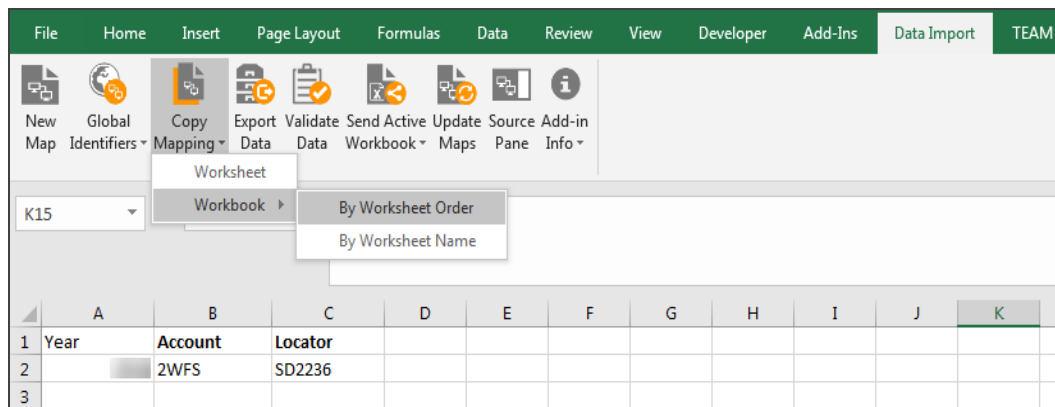 File Home Insert Page Layout Formulas Data Review View Developer Add-Ins Data Import TEAM
New Global Copy Export Validate Send Active Update Source Add-in
Map Identifiers Mapping Data Data Workbook Maps Pane Info
Worksheet
Workbook By Worksheet Order
By Worksheet Name
K15
A B C D E F G H I J K
1 Year Account Locator
2 2WFS SD2236
3